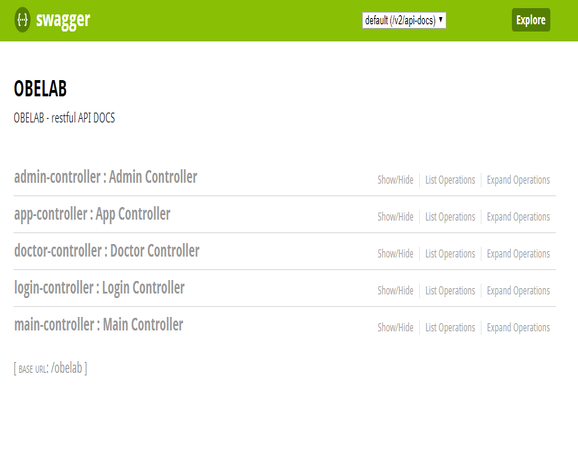 {···} swagger default (/v2/api-docs) Explore
OBELAB
OBELAB - restful API DOCS
admin-controller : Admin Controller Show/Hide List Operations Expand Operations
app-controller : App Controller Show/Hide List Operations Expand Operations
doctor-controller : Doctor Controller Show/Hide List Operations Expand Operations
login-controller : Login Controller Show/Hide List Operations Expand Operations
main-controller : Main Controller Show/Hide List Operations Expand Operations
[ BASE URL: /obelab ]